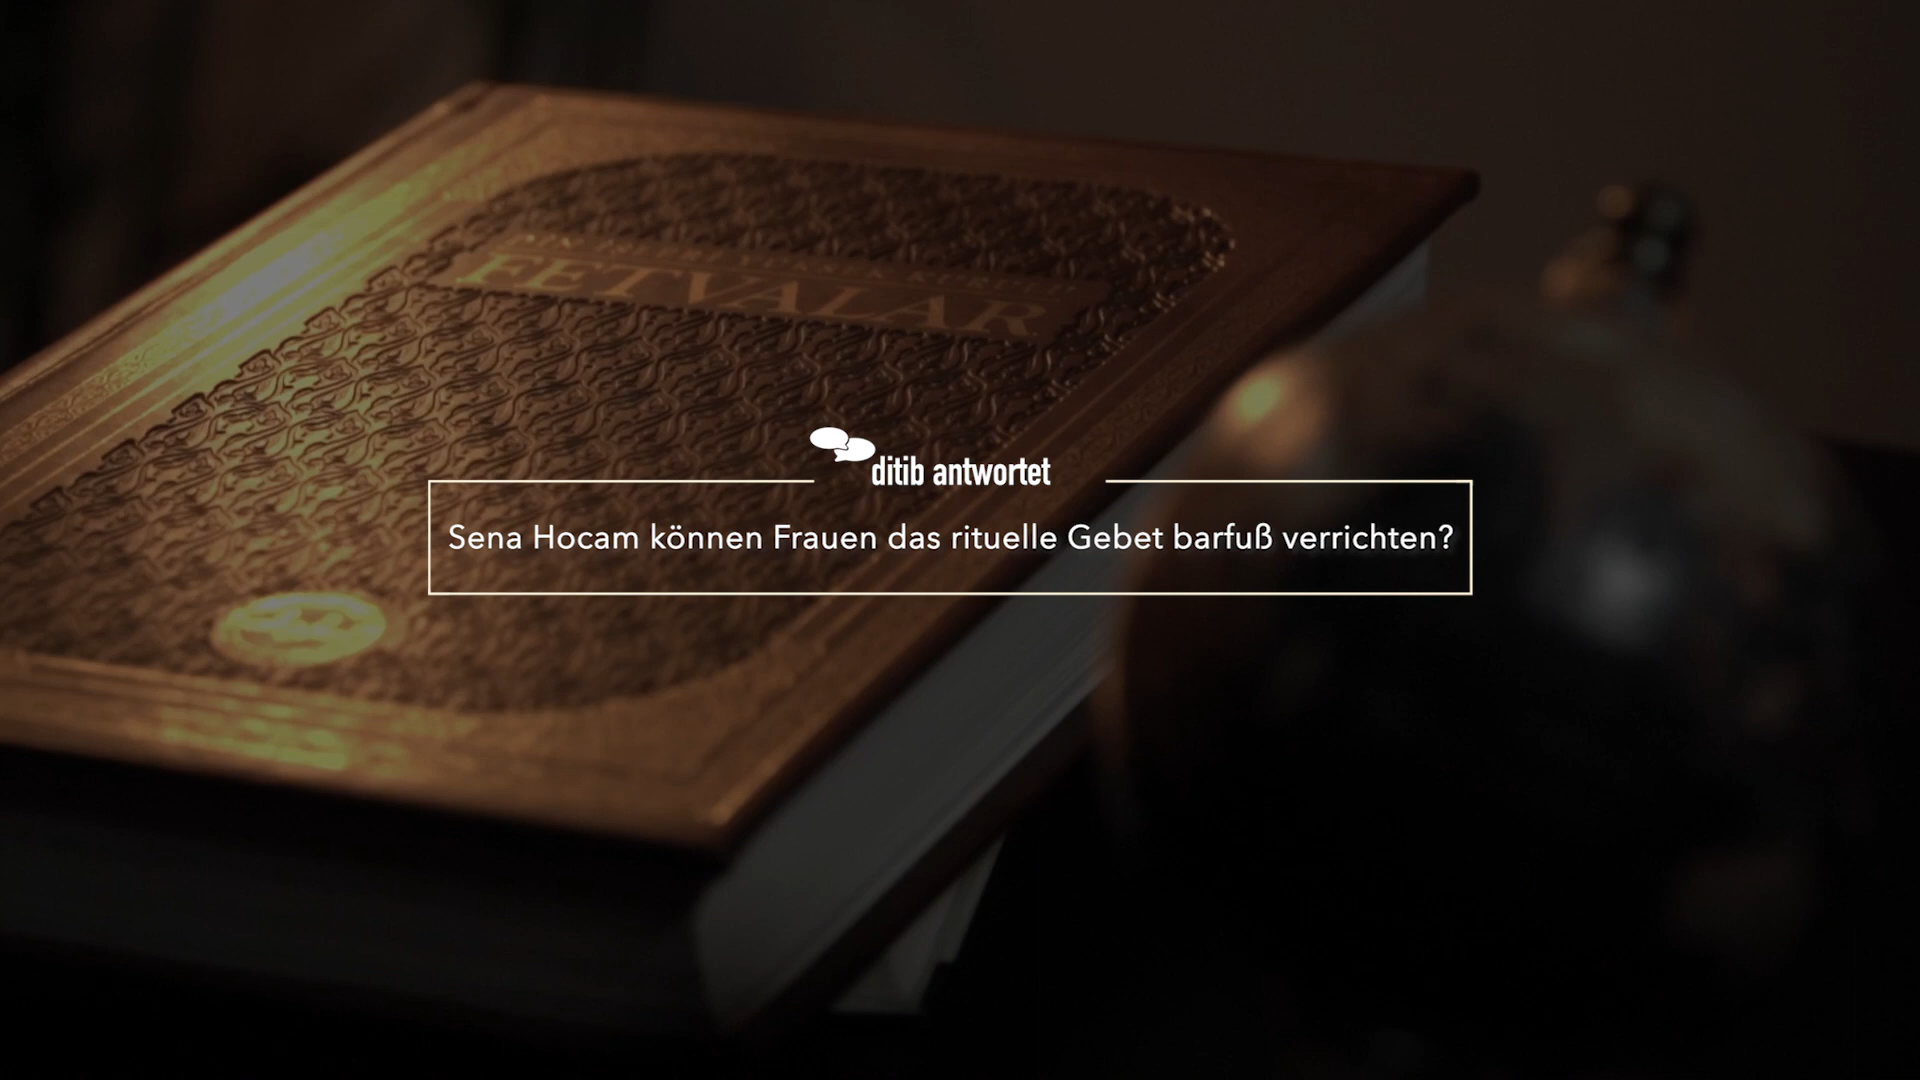 FETVALAR
ditib antwortet
Sena Hocam können Frauen das rituelle Gebet barfuß verrichten?